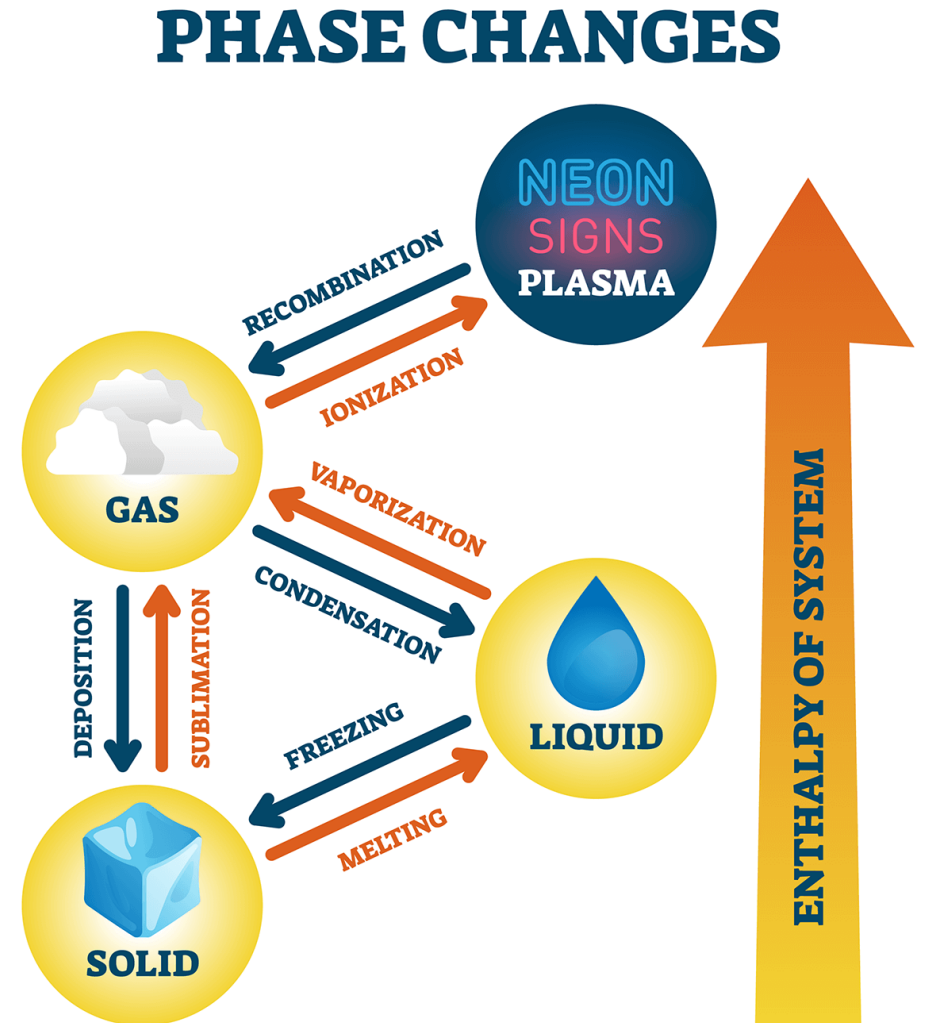 PHASE CHANGES
NEON
SIGNS
PLASMA
RECOMBINATION
IONIZATION
GAS
VAPORIZATION
CONDENSATION
DEPOSITION
SUBLIMATION
LIQUID
FREEZING
MELTING
SOLID
ENTHALPY OF SYSTEM